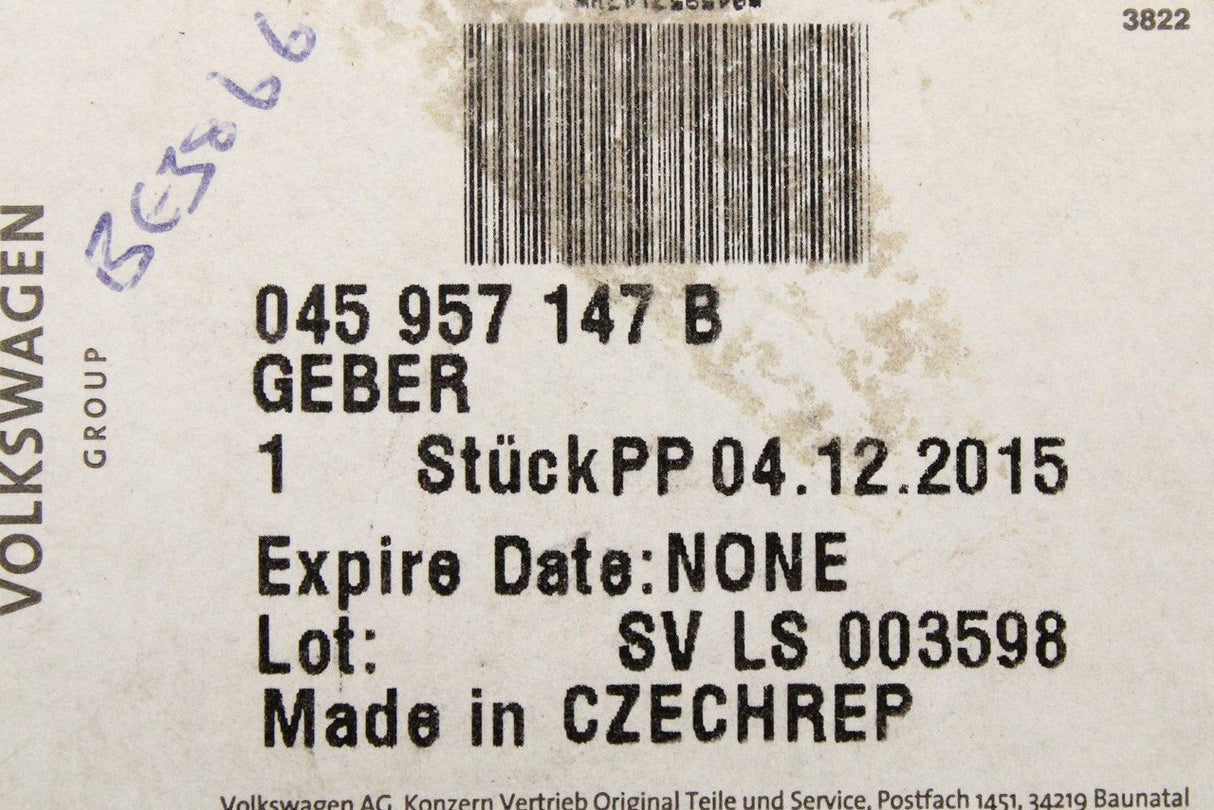 3822
045 957 147 B
GEBER
1 Stück PP 04.12.2015
Expire Date: NONE
Lot: SV LS 003598
Made in CZECHREP
Volkswagen AG, Konzern Vertrieb Original Teile und Service, Postfach 1451, 34219 Baunatal
VOLKSWAGEN
GROUP